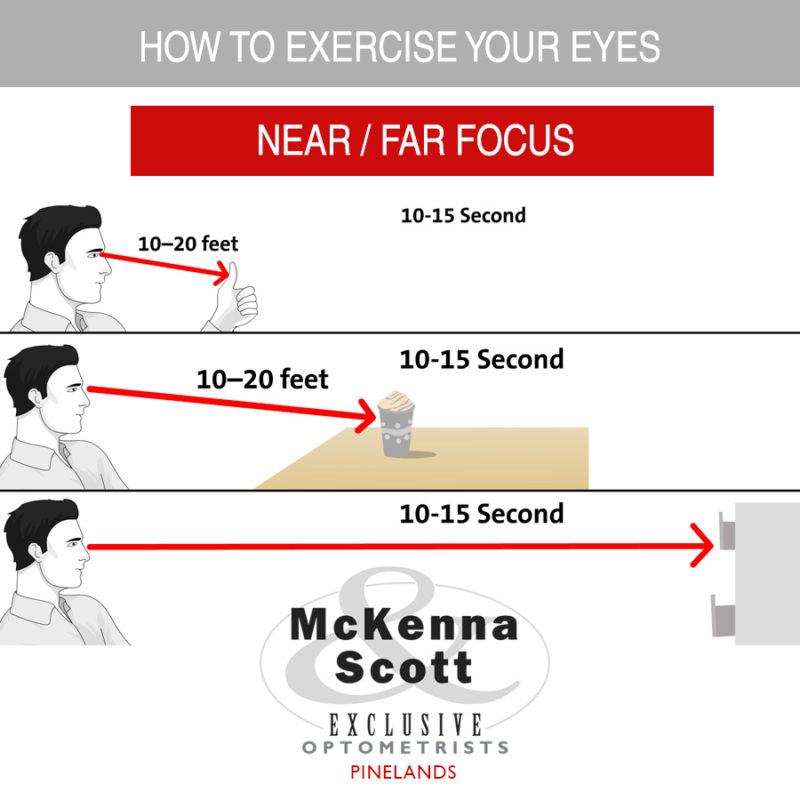 HOW TO EXERCISE YOUR EYES
NEAR / FAR FOCUS
10-15 Second
10–20 feet
10-15 Second
10–20 feet
10-15 Second
&
McKenna
Scott
EXCLUSIVE
OPTOMETRISTS
PINELANDS